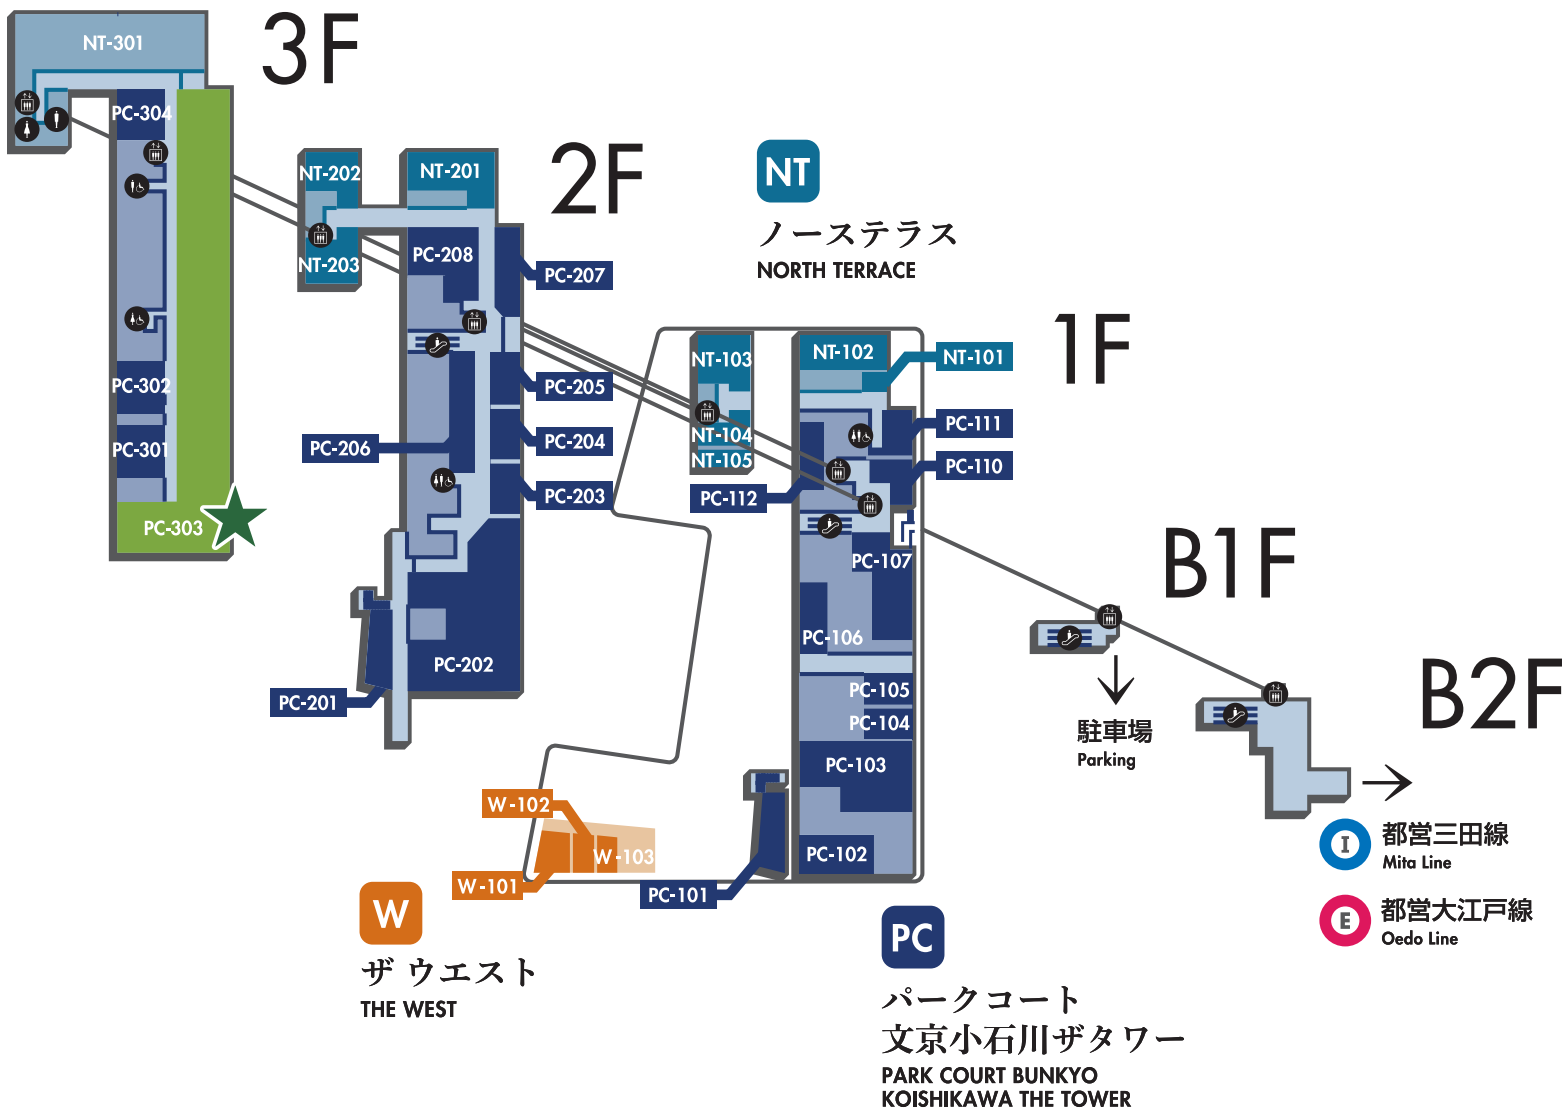 3F
NT-301
PC-304
PC-302
PC-301
PC-303
2F
NT-202
NT-201
NT-203
PC-208
PC-207
PC-205
PC-206
PC-204
PC-203
PC-202
PC-201
NT
ノーステラス
NORTH TERRACE
1F
NT-103
NT-102
NT-101
NT-104
NT-105
PC-111
PC-110
PC-112
PC-107
PC-106
PC-105
PC-104
PC-103
PC-102
PC-101
W-102
W-103
W-101
W
ザ ウエスト
THE WEST
PC
パークコート
文京小石川ザタワー
PARK COURT BUNKYO
KOISHIKAWA THE TOWER
B1F
駐車場
Parking
B2F
I
都営三田線
Mita Line
E
都営大江戸線
Oedo Line